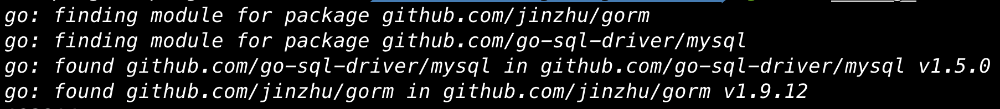 go: finding module for package github.com/jinzhu/gorm
go: finding module for package github.com/go-sql-driver/mysql
go: found github.com/go-sql-driver/mysql in github.com/go-sql-driver/mysql v1.5.0
go: found github.com/jinzhu/gorm in github.com/jinzhu/gorm v1.9.12